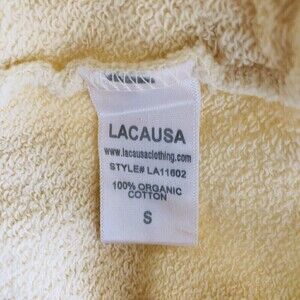 LACAUSA
www.lacausaclothing.com
STYLE# LA11602
100% ORGANIC
COTTON
S